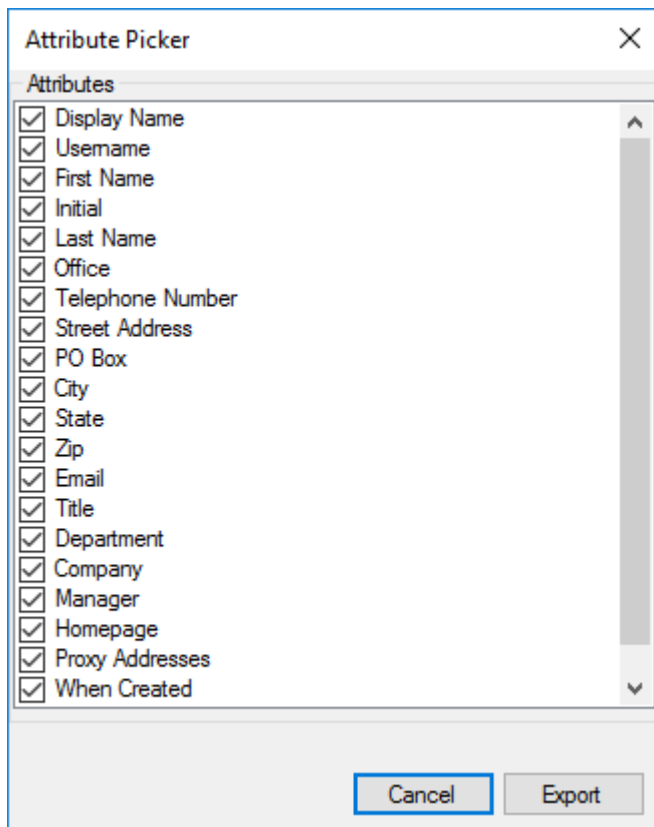 Attribute Picker
Attributes
Display Name
Username
First Name
Initial
Last Name
Office
Telephone Number
Street Address
PO Box
City
State
Zip
Email
Title
Department
Company
Manager
Homepage
Proxy Addresses
When Created
Cancel Export